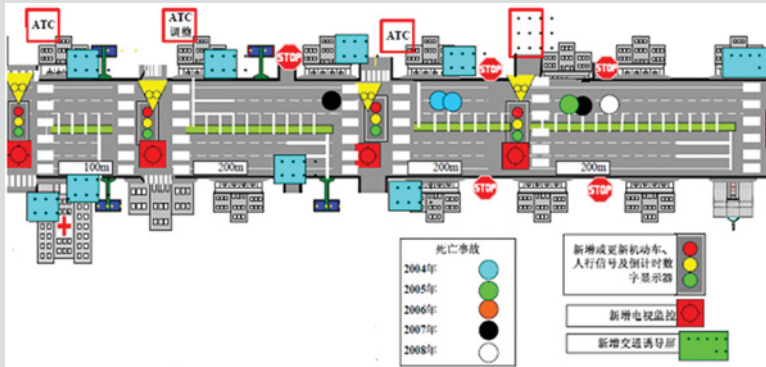 ATC
ATC
调整
ATC
STOP
STOP
STOP
STOP
STOP
100m
200m
200m
200m
死亡事故
2004年
2005年
2006年
2007年
2008年
新增或更新机动车、
人行信号及倒计时数
字显示器
新增电视监控
新增交通诱导屏